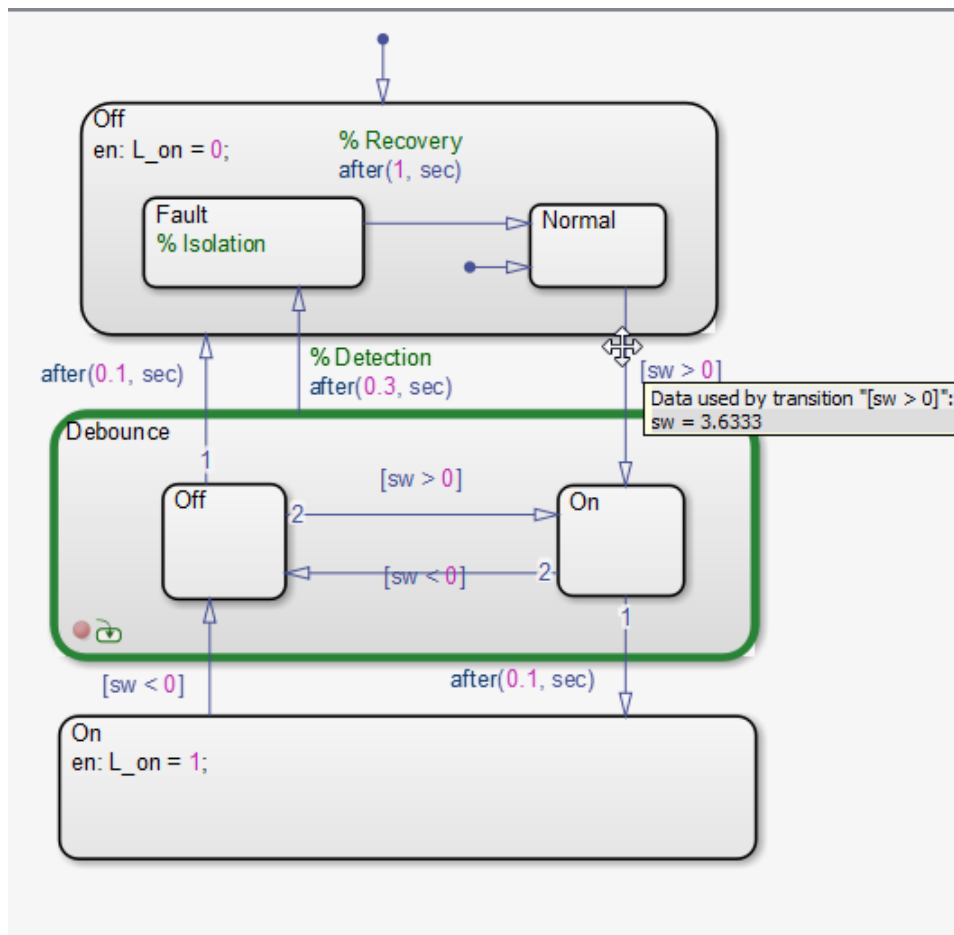 Off
en: L_on = 0;
% Recovery
after(1, sec)
Fault
% Isolation
Normal
after(0.1, sec)
% Detection
after(0.3, sec)
[sw > 0]
Data used by transition "[sw > 0]":
sw = 3.6333
Debounce
1
Off
[sw > 0]
2
On
[sw < 0]
2
1
[sw < 0]
after(0.1, sec)
On
en: L_on = 1;